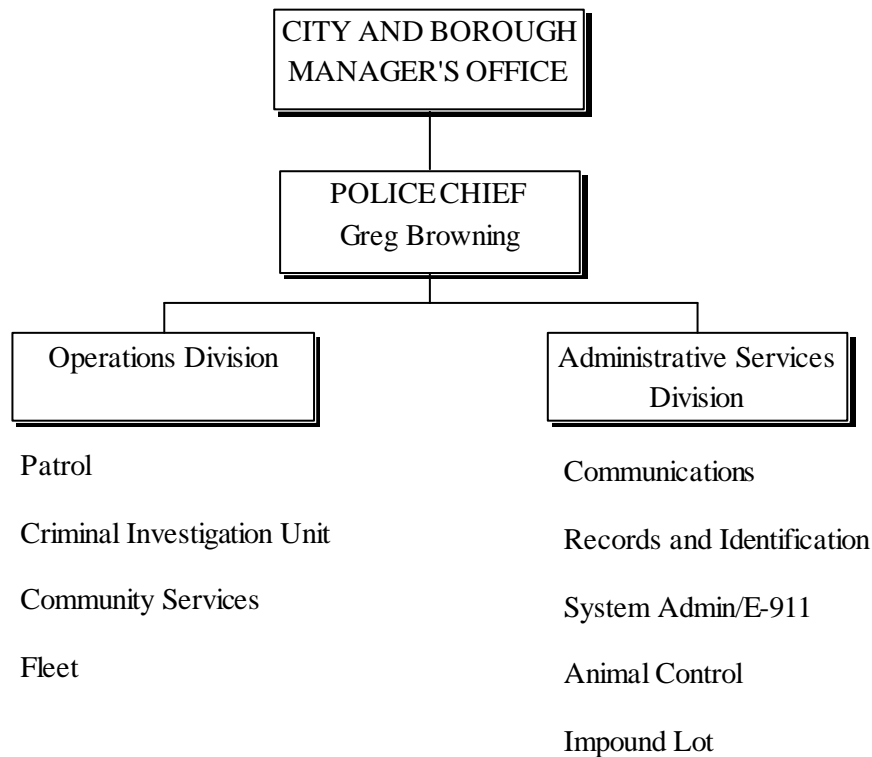 CITY AND BOROUGH
MANAGER'S OFFICE
POLICE CHIEF
Greg Browning
Operations Division
Administrative Services
Division
Patrol
Criminal Investigation Unit
Community Services
Fleet
Communications
Records and Identification
System Admin/E-911
Animal Control
Impound Lot